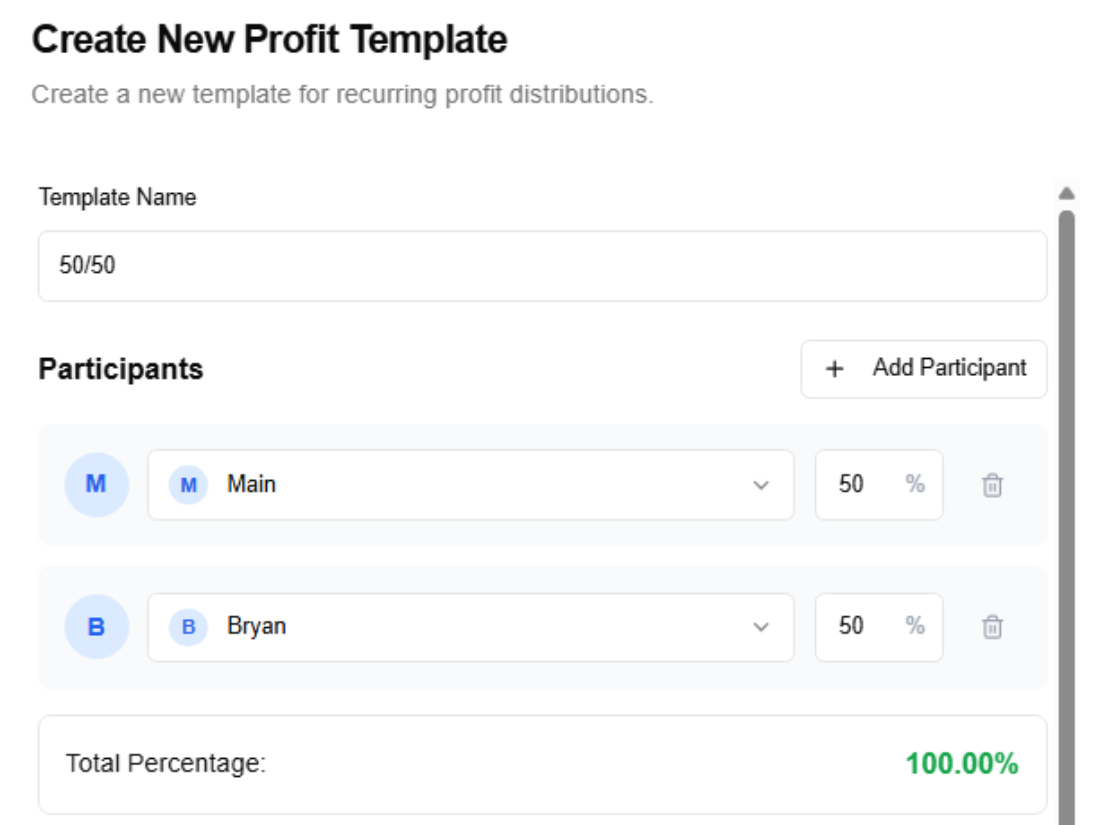 Create New Profit Template
Create a new template for recurring profit distributions.
Template Name
50/50
Participants
+ Add Participant
M M Main 50 %
B B Bryan 50 %
Total Percentage: 100.00%